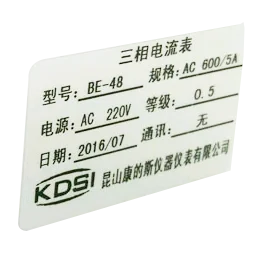 三相电流表
型号: BE-48 规格: AC 600/5A
电源: AC 220V 等级: 0.5
日期: 2016/07 通讯: 无
KDSI 昆山康的斯仪器仪表有限公司